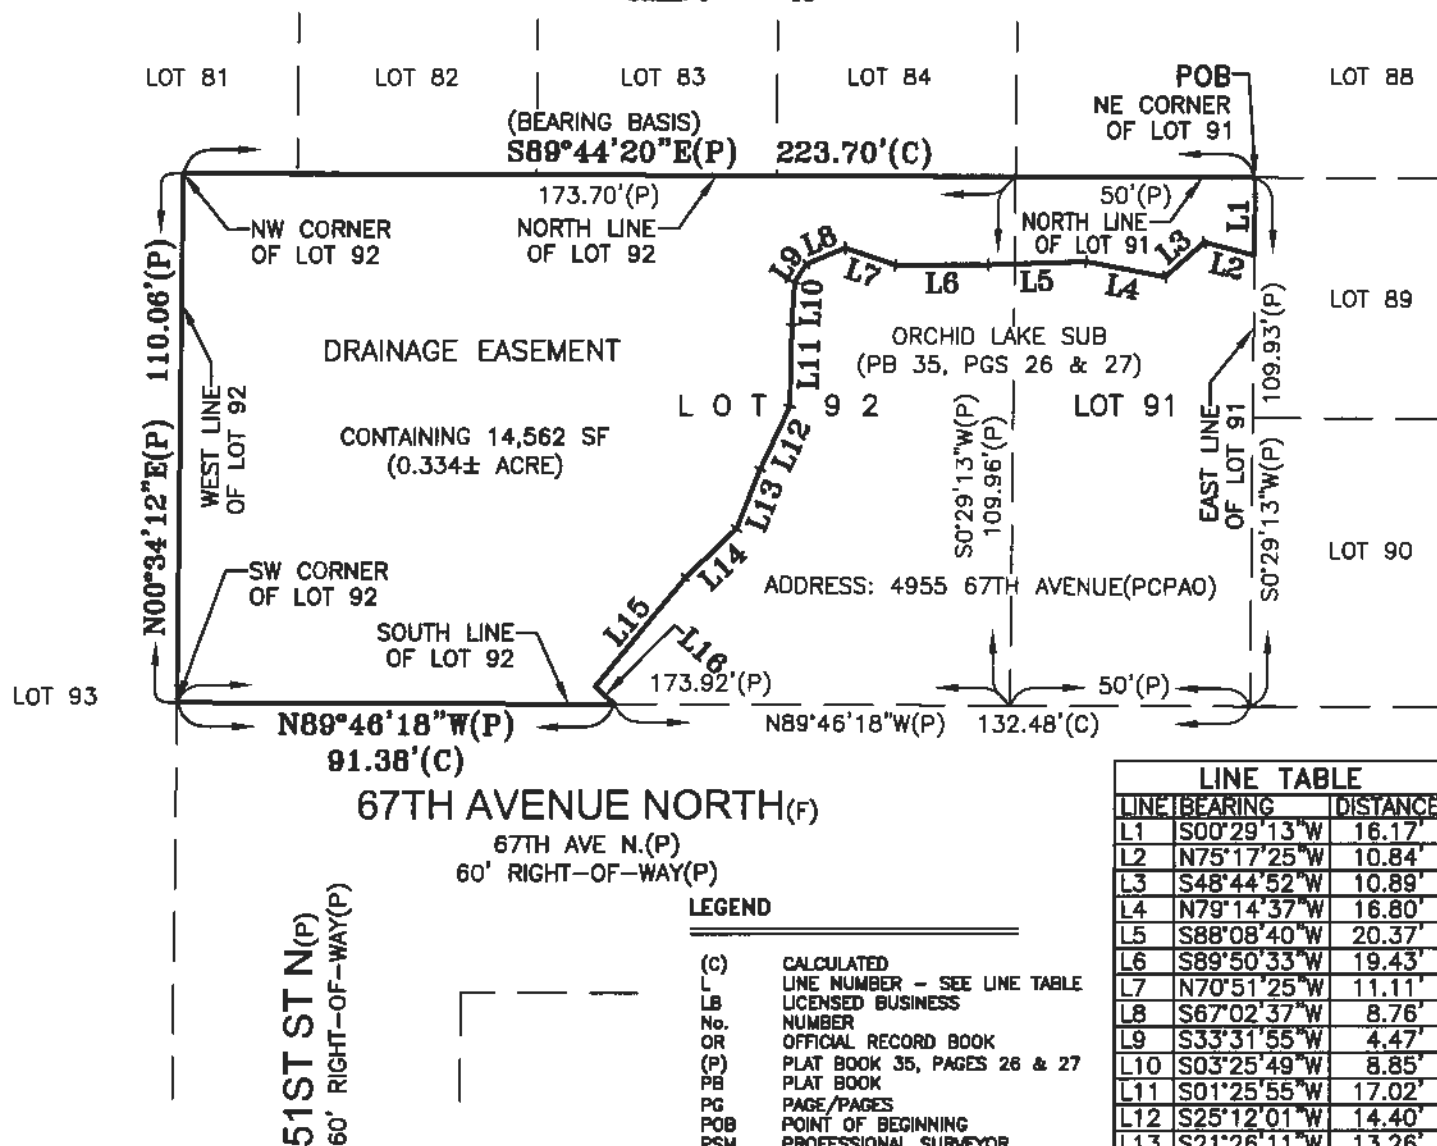 LOT 81
LOT 82
LOT 83
LOT 84
POB
LOT 88
NE CORNER
OF LOT 91
(BEARING BASIS)
S89°44'20"E(P)
223.70'(C)
173.70'(P)
50'(P)
NW CORNER
OF LOT 92
NORTH LINE
OF LOT 92
NORTH LINE
OF LOT 91
L1
L2
L3
L4
L5
L6
L7
L8
L9
L10
L11
L12
L13
L14
L15
L16
N00°34'12"E(P) 110.06'(P)
WEST LINE
OF LOT 92
DRAINAGE EASEMENT
CONTAINING 14,562 SF
(0.334± ACRE)
ORCHID LAKE SUB
(PB 35, PGS 26 & 27)
LOT 92
LOT 91
S0°29'13"W(P)
109.96'(P)
EAST LINE
OF LOT 91
109.93'(P)
S0°29'13"W(P)
LOT 89
LOT 90
ADDRESS: 4955 67TH AVENUE(PCPAO)
SW CORNER
OF LOT 92
SOUTH LINE
OF LOT 92
LOT 93
173.92'(P)
50'(P)
N89°46'18"W(P)
91.38'(C)
N89°46'18"W(P)
132.48'(C)
67TH AVENUE NORTH(F)
67TH AVE N.(P)
60' RIGHT-OF-WAY(P)
51ST ST N(P)
60' RIGHT-OF-WAY(P)
LEGEND
(C) CALCULATED
L LINE NUMBER - SEE LINE TABLE
LB LICENSED BUSINESS
No. NUMBER
OR OFFICIAL RECORD BOOK
(P) PLAT BOOK 35, PAGES 26 & 27
PB PLAT BOOK
PG PAGE/PAGES
POB POINT OF BEGINNING
PSM PROFESSIONAL SURVEYOR
LINE TABLE
LINE BEARING DISTANCE
L1 S00°29'13"W 16.17'
L2 N75°17'25"W 10.84'
L3 S48°44'52"W 10.89'
L4 N79°14'37"W 16.80'
L5 S88°08'40"W 20.37'
L6 S89°50'33"W 19.43'
L7 N70°51'25"W 11.11'
L8 S67°02'37"W 8.76'
L9 S33°31'55"W 4.47'
L10 S03°25'49"W 8.85'
L11 S01°25'55"W 17.02'
L12 S25°12'01"W 14.40'
L13 S21°26'11"W